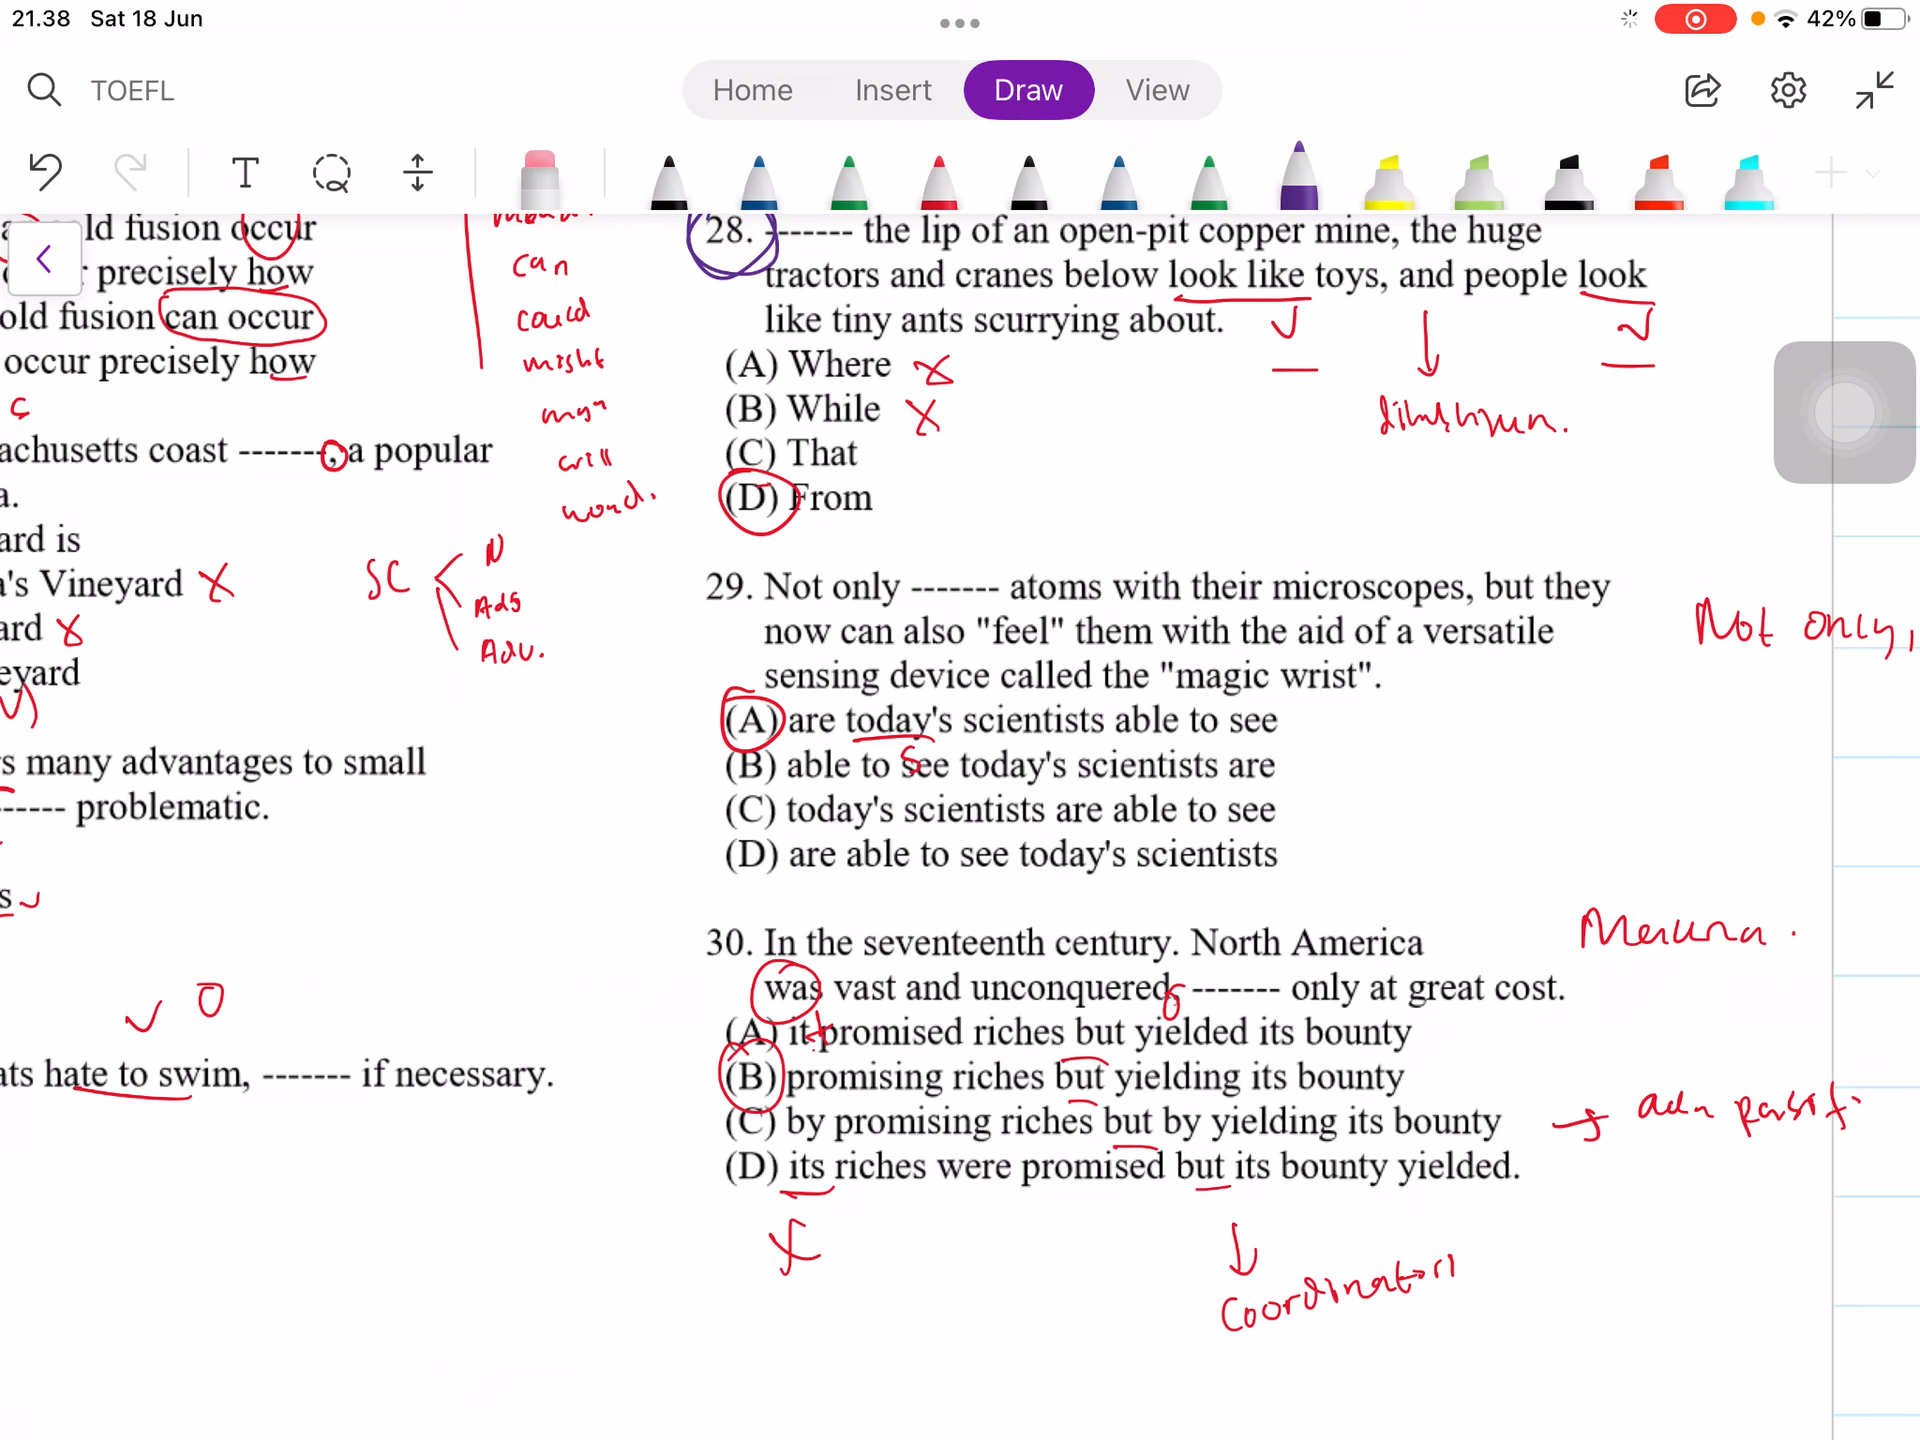 21.38 Sat 18 Jun
42%
TOEFL
Home Insert Draw View
ld fusion occur
precisely how
old fusion can occur
occur precisely how
can
could
might
will
achusetts coast -------, a popular
a.
ard is
a's Vineyard
ard
eyard
SC
N
Adj
Adv.
s many advantages to small
------ problematic.
s
ats hate to swim, ------- if necessary.
28. ------- the lip of an open-pit copper mine, the huge
tractors and cranes below look like toys, and people look
like tiny ants scurrying about.
(A) Where
(B) While
(C) That
(D) From
29. Not only ------- atoms with their microscopes, but they
now can also "feel" them with the aid of a versatile
sensing device called the "magic wrist".
(A) are today's scientists able to see
S
(B) able to see today's scientists are
(C) today's scientists are able to see
(D) are able to see today's scientists
Not only,
30. In the seventeenth century. North America
was vast and unconquered, ------- only at great cost.
(A) it promised riches but yielded its bounty
(B) promising riches but yielding its bounty
(C) by promising riches but by yielding its bounty
(D) its riches were promised but its bounty yielded.